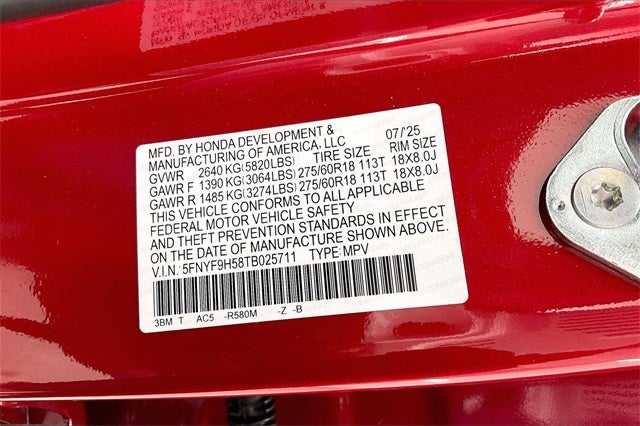 MFD. BY HONDA DEVELOPMENT &
MANUFACTURING OF AMERICA, LLC 07/'25
GVWR 2640 KG(5820LBS) TIRE SIZE RIM SIZE
GAWR F 1390 KG(3064LBS) 275/60R18 113T 18X8.0J
GAWR R 1485 KG(3274LBS) 275/60R18 113T 18X8.0J
THIS VEHICLE CONFORMS TO ALL APPLICABLE
FEDERAL MOTOR VEHICLE SAFETY
AND THEFT PREVENTION STANDARDS IN EFFECT
ON THE DATE OF MANUFACTURE SHOWN ABOVE.
V.I.N.: 5FNYF9H58TB025711 TYPE:MPV
3BM T AC5 -R580M -Z -B